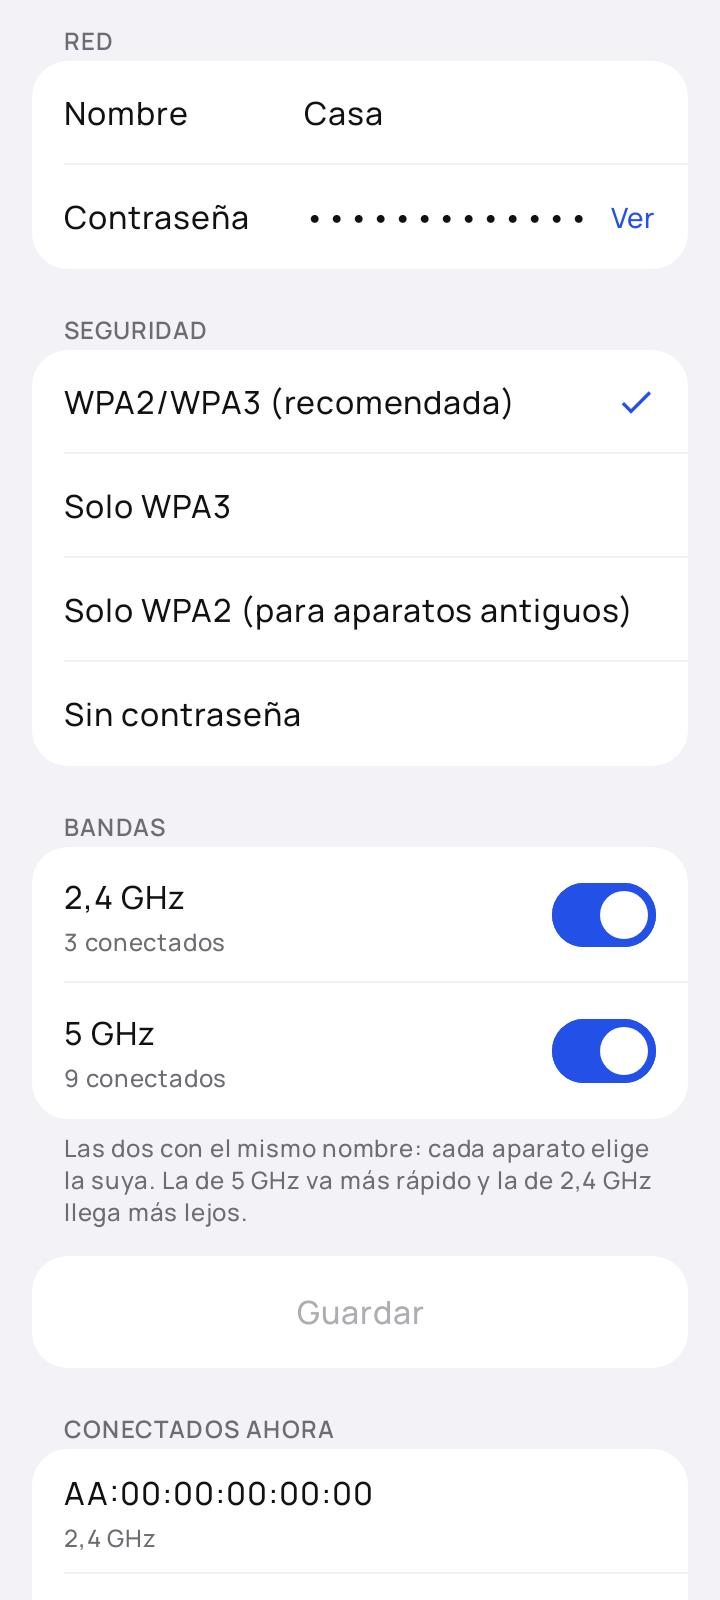 RED
Nombre Casa
Contraseña ••••••••••••• Ver
SEGURIDAD
WPA2/WPA3 (recomendada)
Solo WPA3
Solo WPA2 (para aparatos antiguos)
Sin contraseña
BANDAS
2,4 GHz
3 conectados
5 GHz
9 conectados
Las dos con el mismo nombre: cada aparato elige
la suya. La de 5 GHz va más rápido y la de 2,4 GHz
llega más lejos.
Guardar
CONECTADOS AHORA
AA:00:00:00:00:00
2,4 GHz